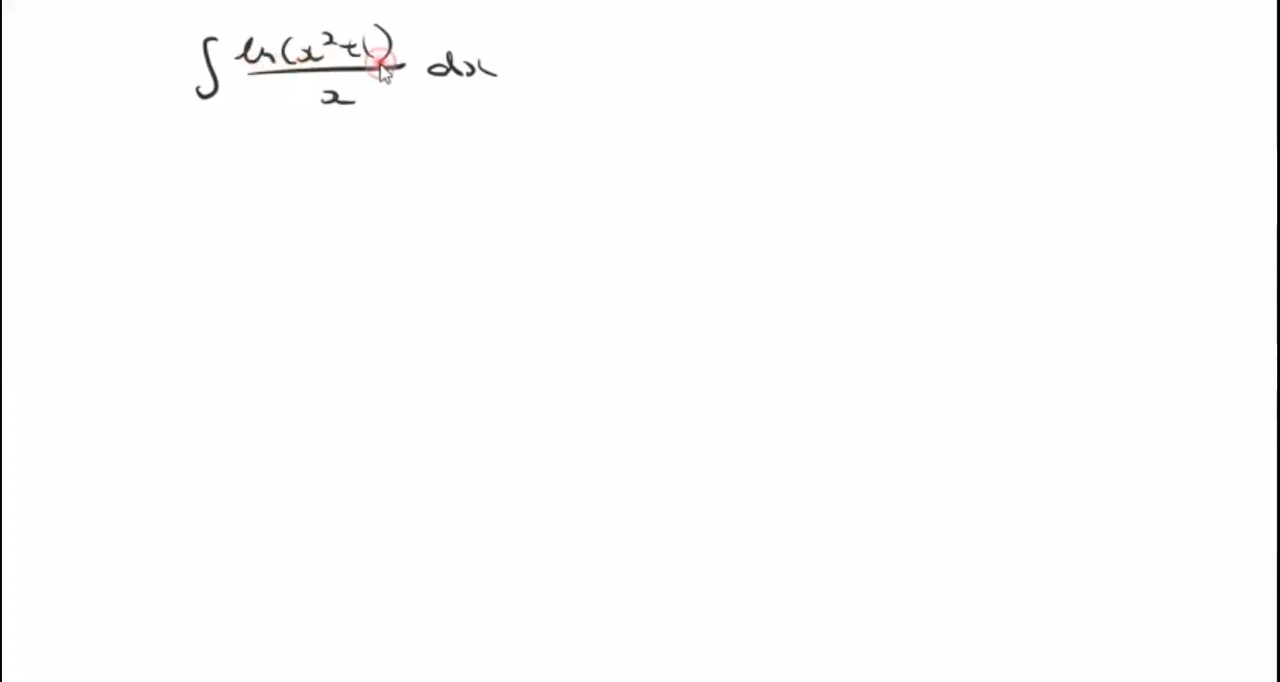 ∫ ln(x²+1)/x dx